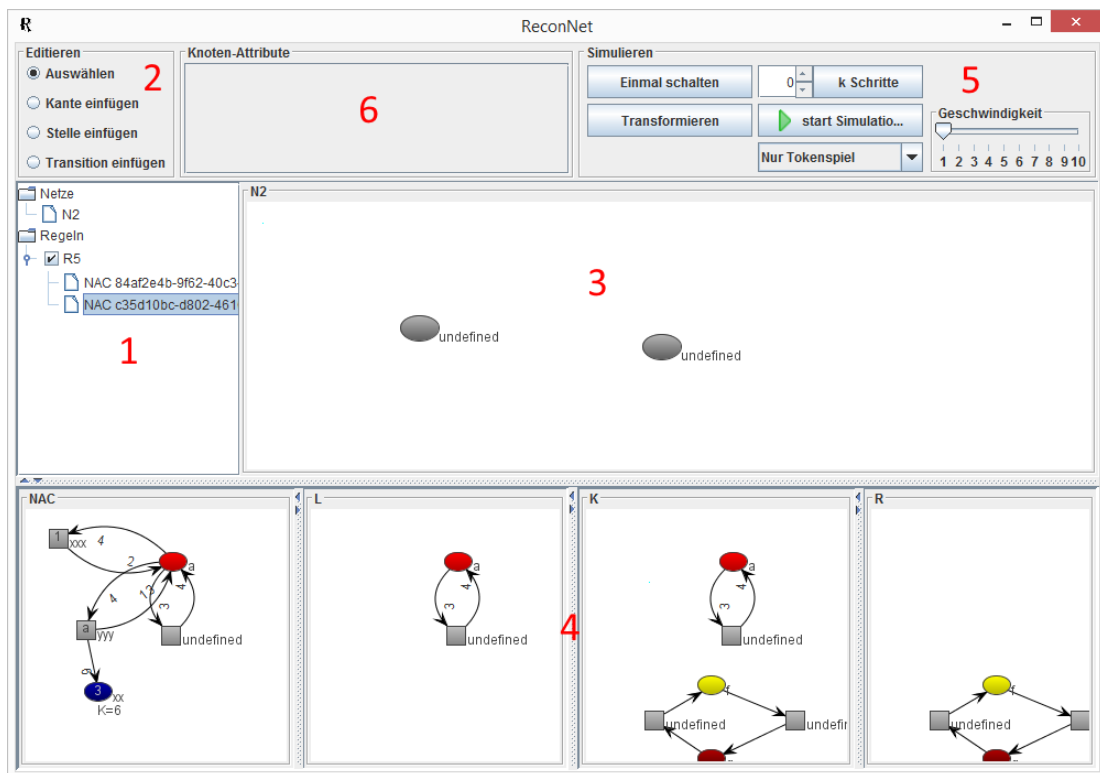 R
ReconNet
Editieren
Auswählen
Kante einfügen
Stelle einfügen
Transition einfügen
2
Knoten-Attribute
6
Simulieren
Einmal schalten
0
k Schritte
5
Transformieren
start Simulatio...
Nur Tokenspiel
Geschwindigkeit
1 2 3 4 5 6 7 8 9 10
Netze
N2
Regeln
R5
NAC 84af2e4b-9f62-40c3-
NAC c35d10bc-d802-461
1
N2
undefined
undefined
3
NAC
1
xxx
4
2
a
4
3
4
3
a
yyy
undefined
9
3
xx
K=6
L
a
4
3
undefined
4
K
a
4
3
undefined
f
undefined
undefin
R
f
undefined